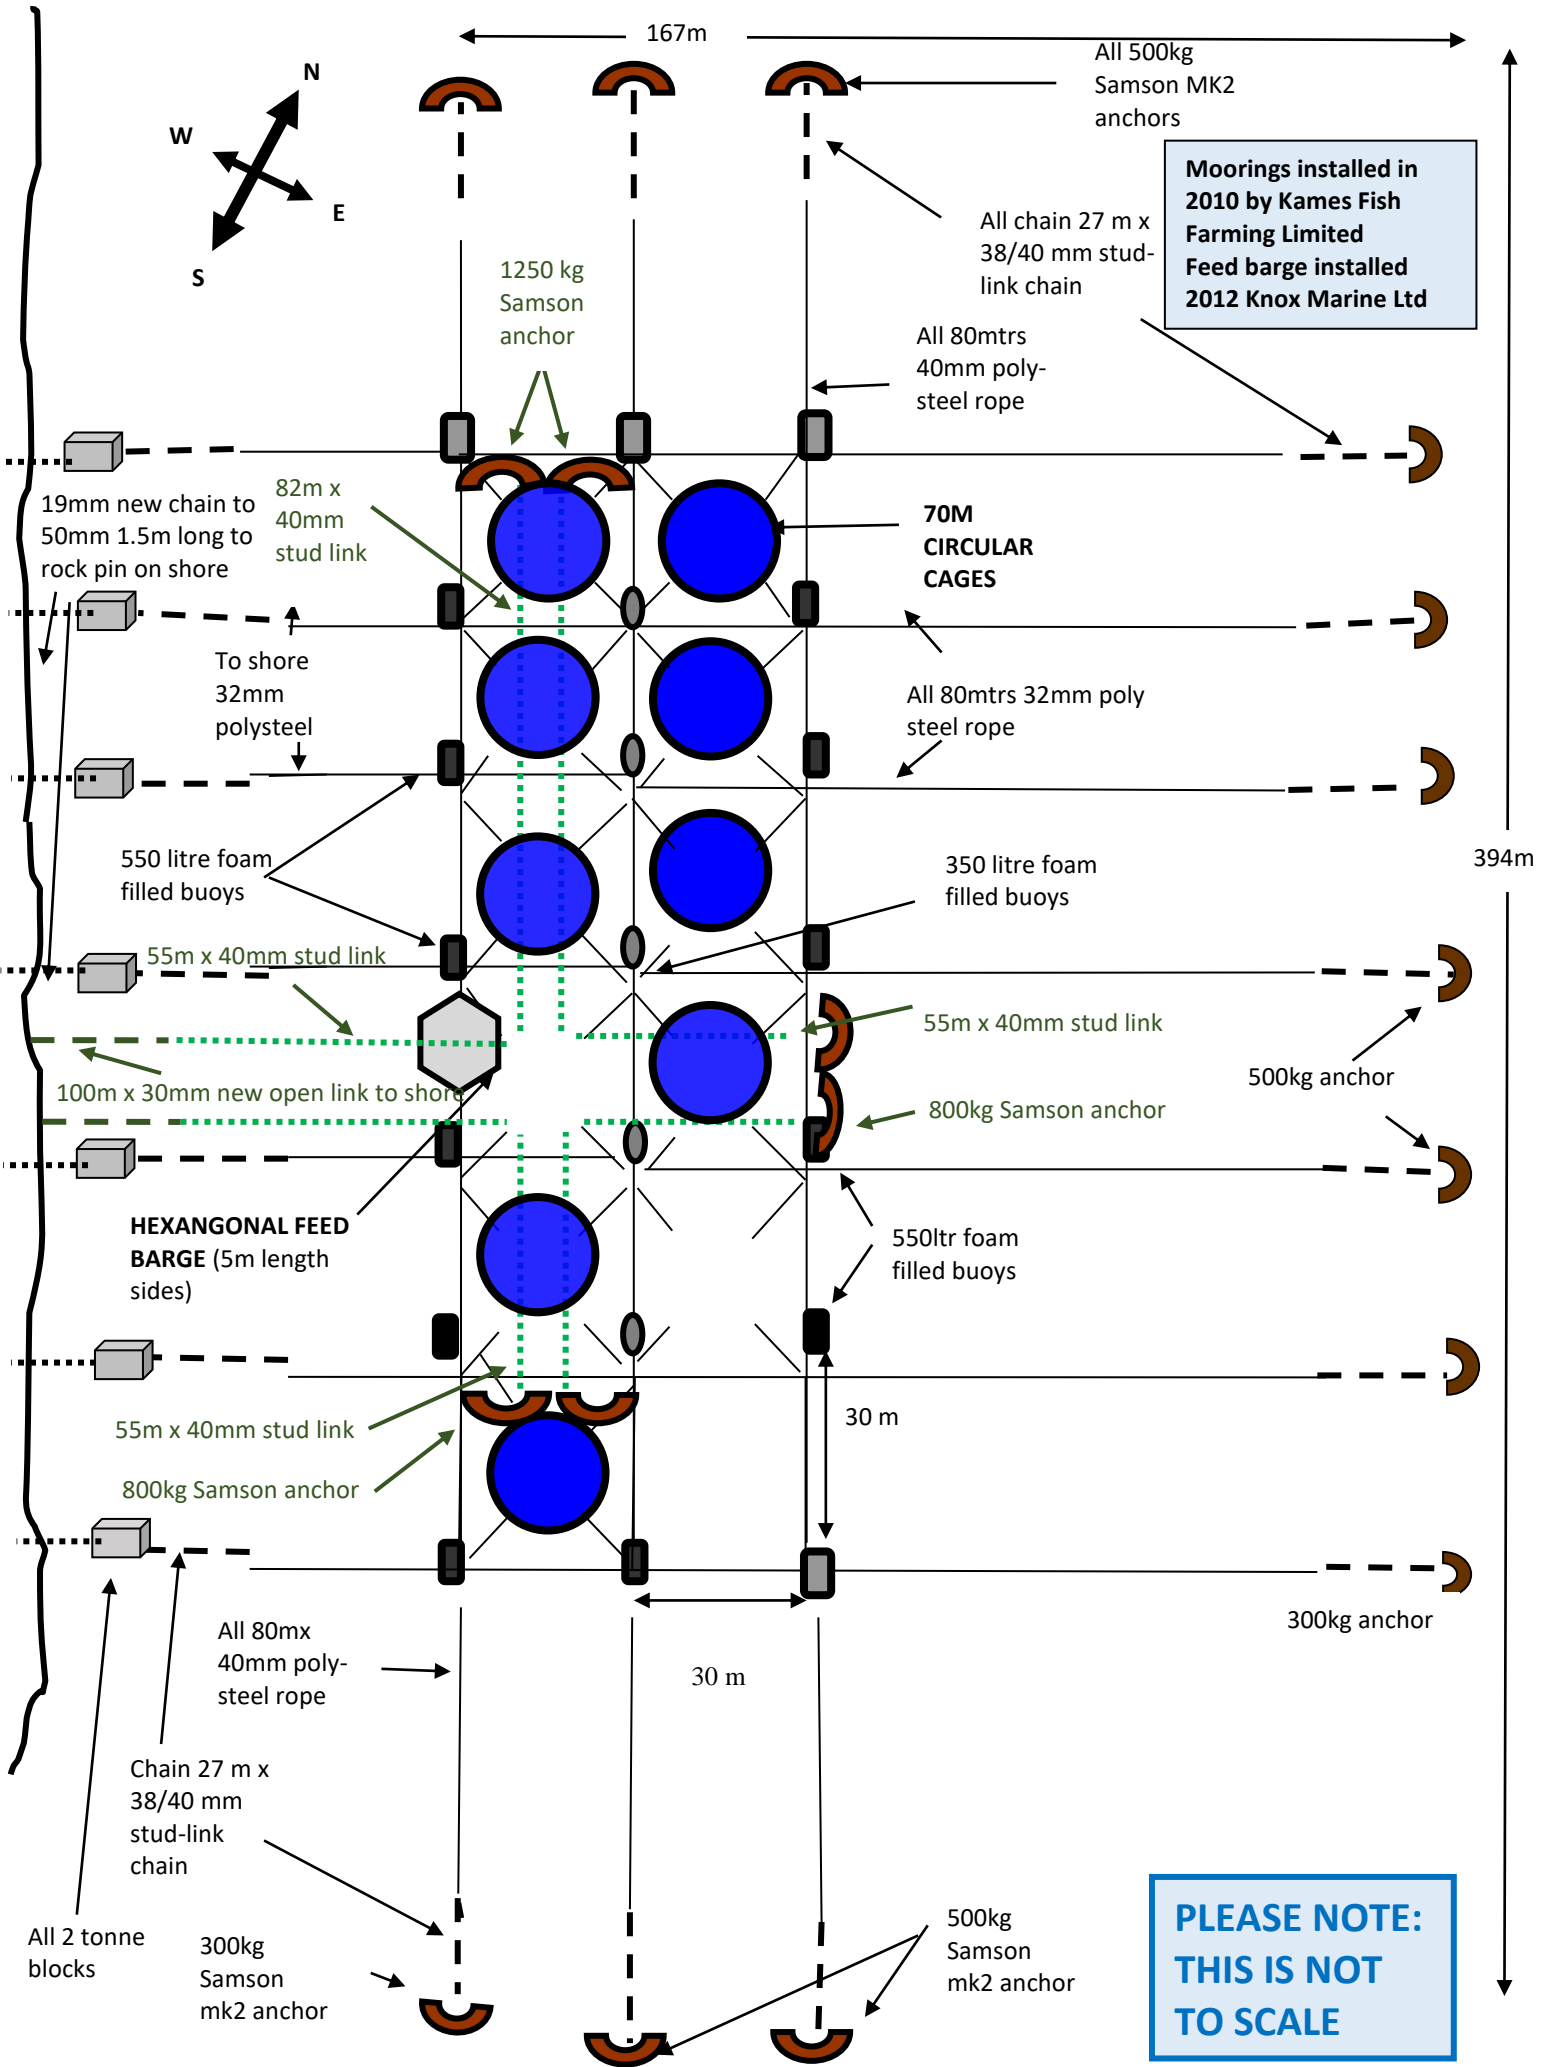 167m
All 500kg
Samson MK2
anchors
N
W
E
S
Moorings installed in
2010 by Kames Fish
Farming Limited
Feed barge installed
2012 Knox Marine Ltd
All chain 27 m x
38/40 mm stud-
link chain
1250 kg
Samson
anchor
All 80mtrs
40mm poly-
steel rope
19mm new chain to
50mm 1.5m long to
rock pin on shore
82m x
40mm
stud link
70M
CIRCULAR
CAGES
To shore
32mm
polysteel
All 80mtrs 32mm poly
steel rope
550 litre foam
filled buoys
350 litre foam
filled buoys
394m
55m x 40mm stud link
55m x 40mm stud link
100m x 30mm new open link to shore
500kg anchor
800kg Samson anchor
HEXANGONAL FEED
BARGE (5m length
sides)
550ltr foam
filled buoys
55m x 40mm stud link
30 m
800kg Samson anchor
300kg anchor
All 80mx
40mm poly-
steel rope
30 m
Chain 27 m x
38/40 mm
stud-link
chain
All 2 tonne
blocks
300kg
Samson
mk2 anchor
500kg
Samson
mk2 anchor
PLEASE NOTE:
THIS IS NOT
TO SCALE